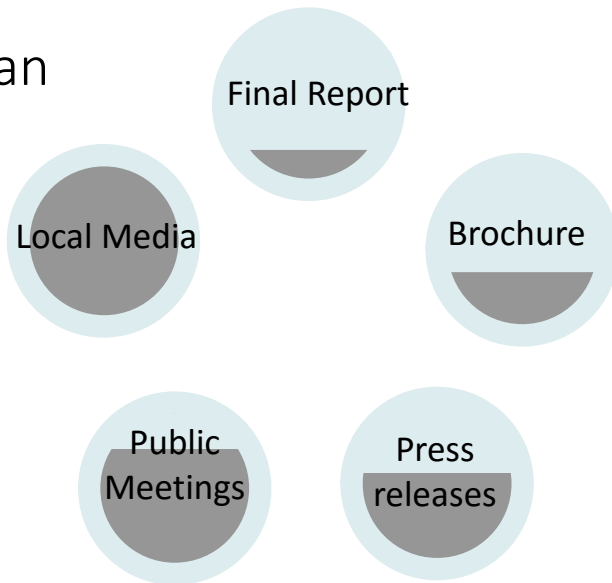 an
Final Report
Local Media
Brochure
Public
Meetings
Press
releases